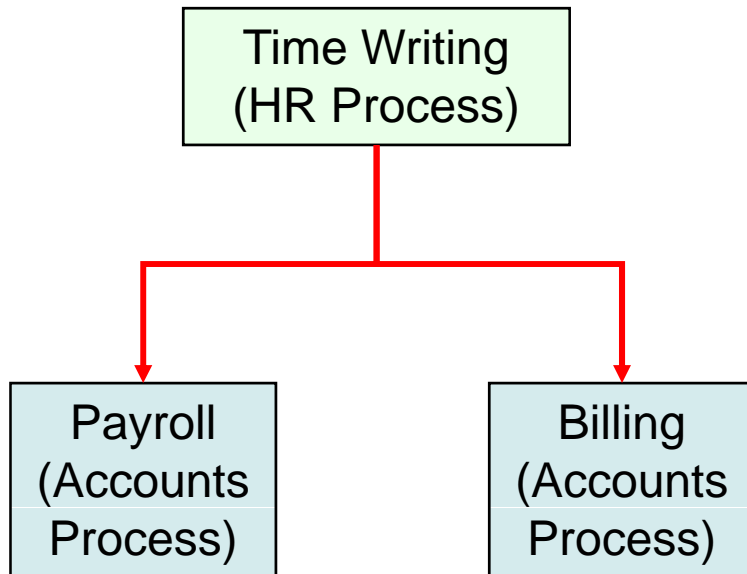 Time Writing
(HR Process)
Payroll
(Accounts
Process)
Billing
(Accounts
Process)